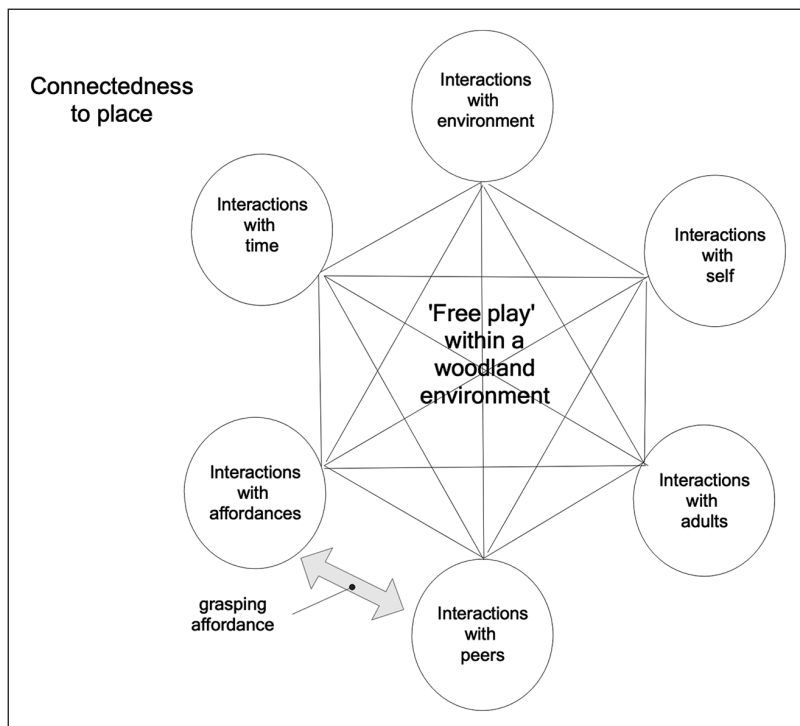 Connectedness
to place
Interactions
with
environment
Interactions
with
time
Interactions
with
self
'Free play'
within a
woodland
environment
Interactions
with
affordances
Interactions
with
adults
grasping
affordance
Interactions
with
peers